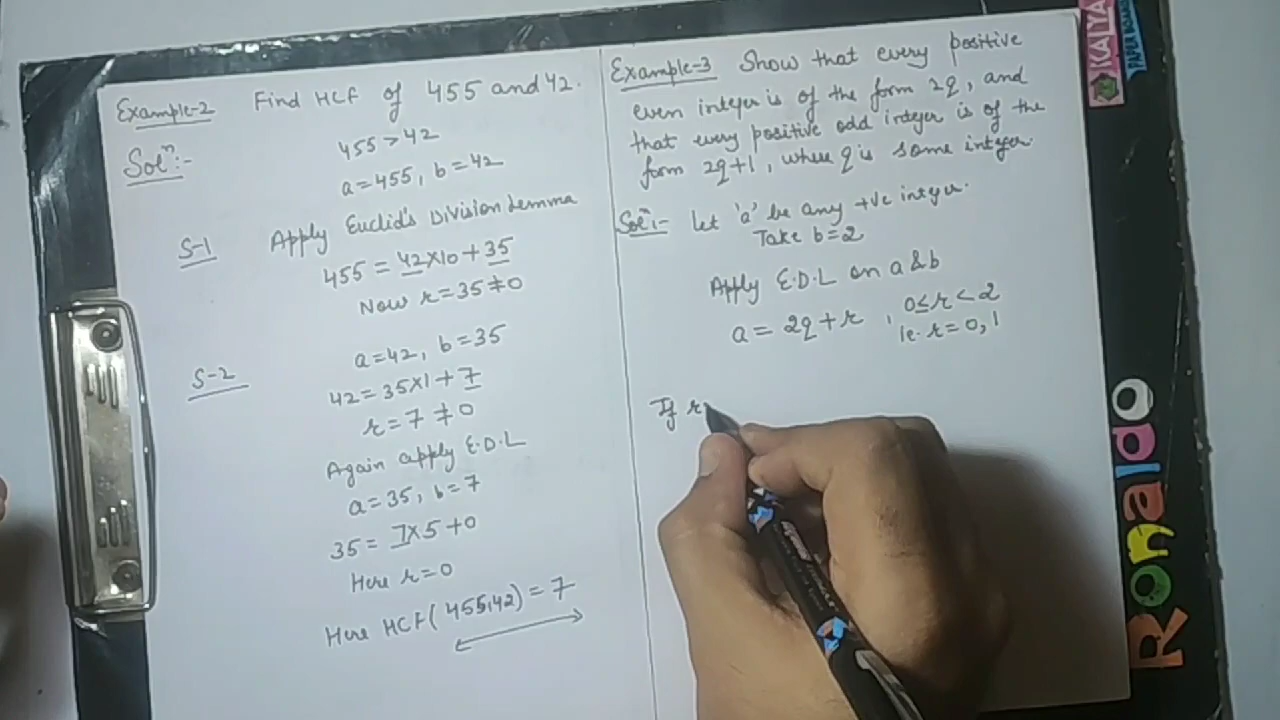 Example-2 Find HCF of 455 and 42.
Solⁿ:-
455>42
a=455, b=42
S-1 Apply Euclid's Division Lemma
455 = 42×10+35
Now r=35≠0
S-2 a=42, b=35
42=35×1+7
r=7≠0
Again apply E.D.L
a=35, b=7
35= 7×5+0
Here r=0
Here HCF(455,42)=7
Example-3 Show that every positive
even integer is of the form 2q, and
that every positive odd integer is of the
form 2q+1, where q is some integer.
Solⁿ:- Let 'a' be any +ve integer.
Take b=2
Apply E.D.L on a & b
a= 2q+r , 0≤r<2
ie. r=0,1
If r
KALYA
Ronaldo